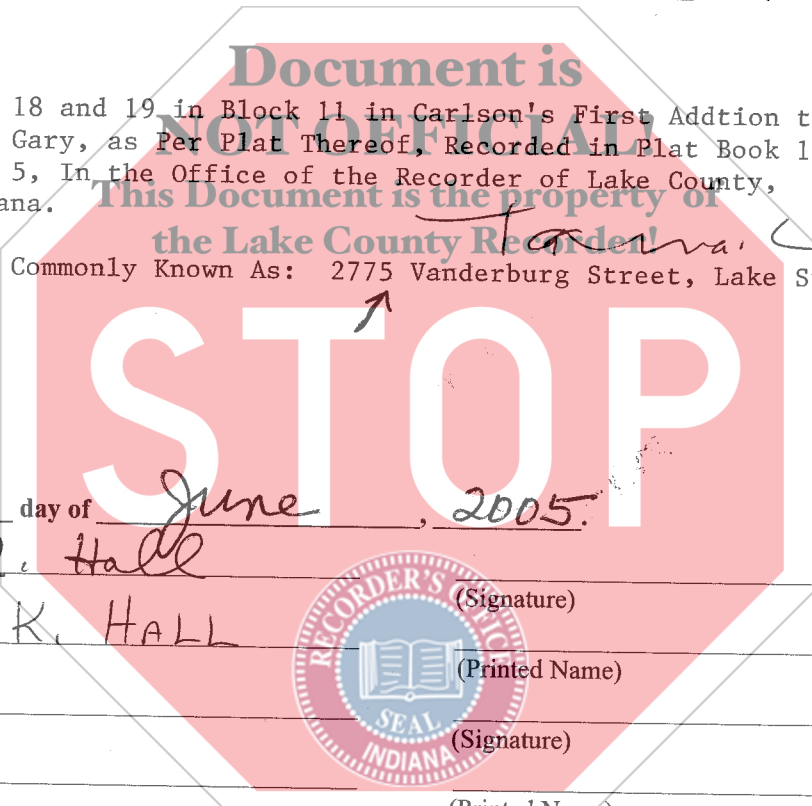 Document is
18 and 19 in Block 11 in Carlson's First Addtion t
NOT OFFICIAL!
Gary, as Per Plat Thereof, Recorded in Plat Book 1
5, In the Office of the Recorder of Lake County,
This Document is the property of
ana.
the Lake County Recorder!
Commonly Known As: 2775 Vanderburg Street, Lake S
STOP
day of June, 2005.
Hall
(Signature)
K. HALL
(Printed Name)
RECORDER'S OFFICE
SEAL
INDIANA
(Signature)
(Printed Name)